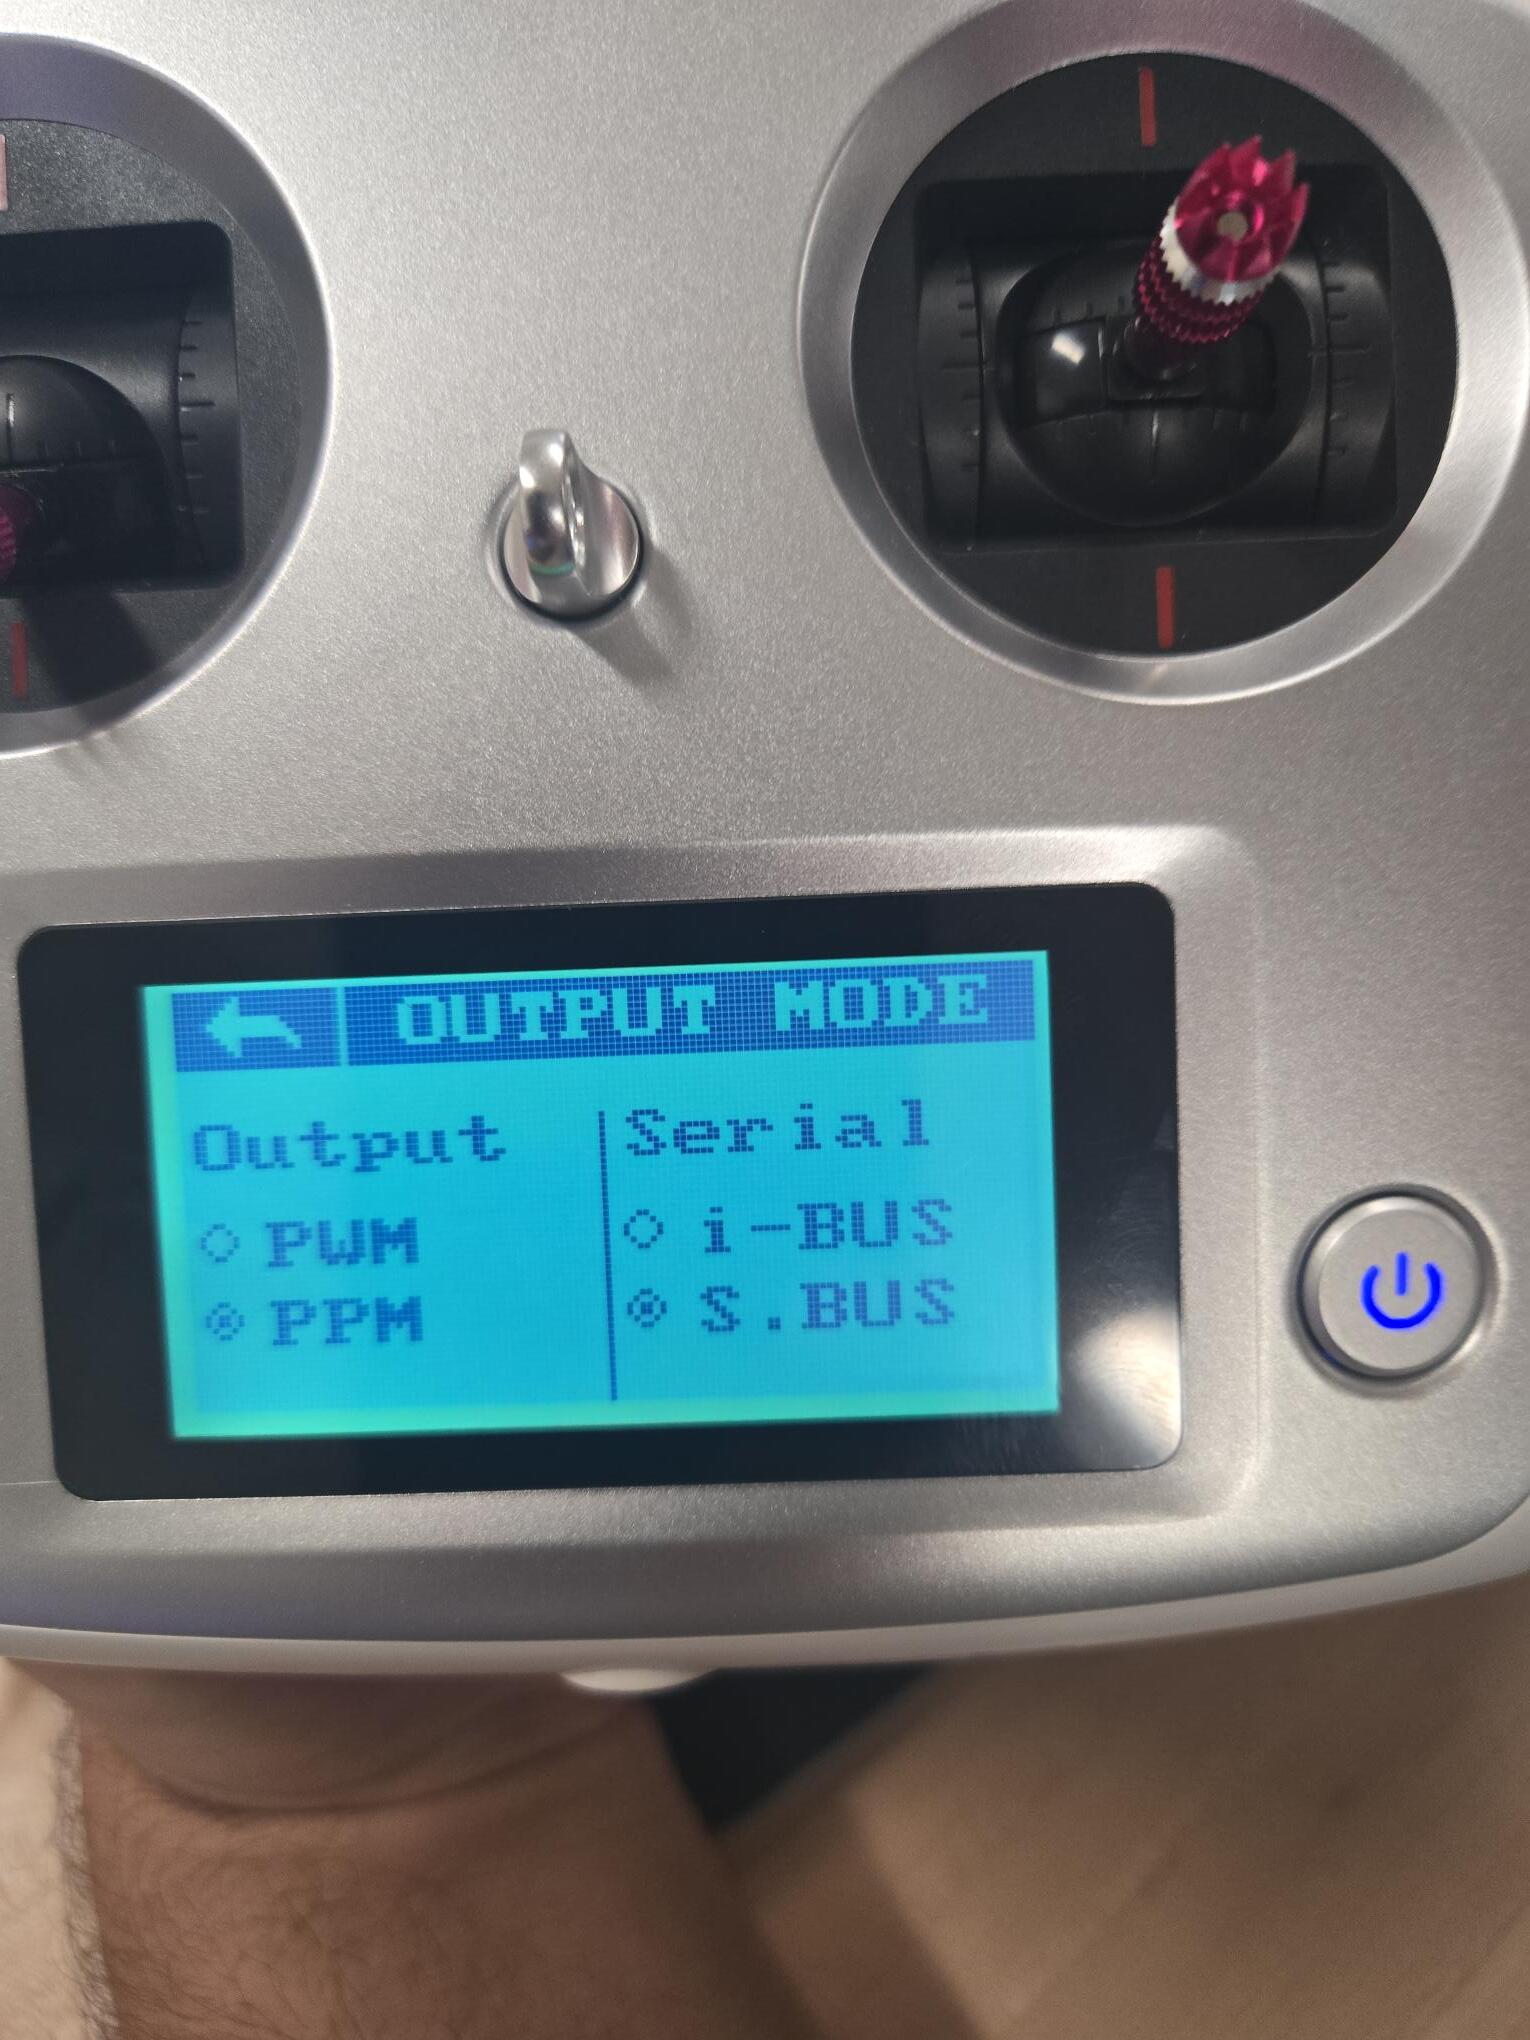 OUTPUT MODE
Output
Serial
PWM
i-BUS
PPM
S.BUS